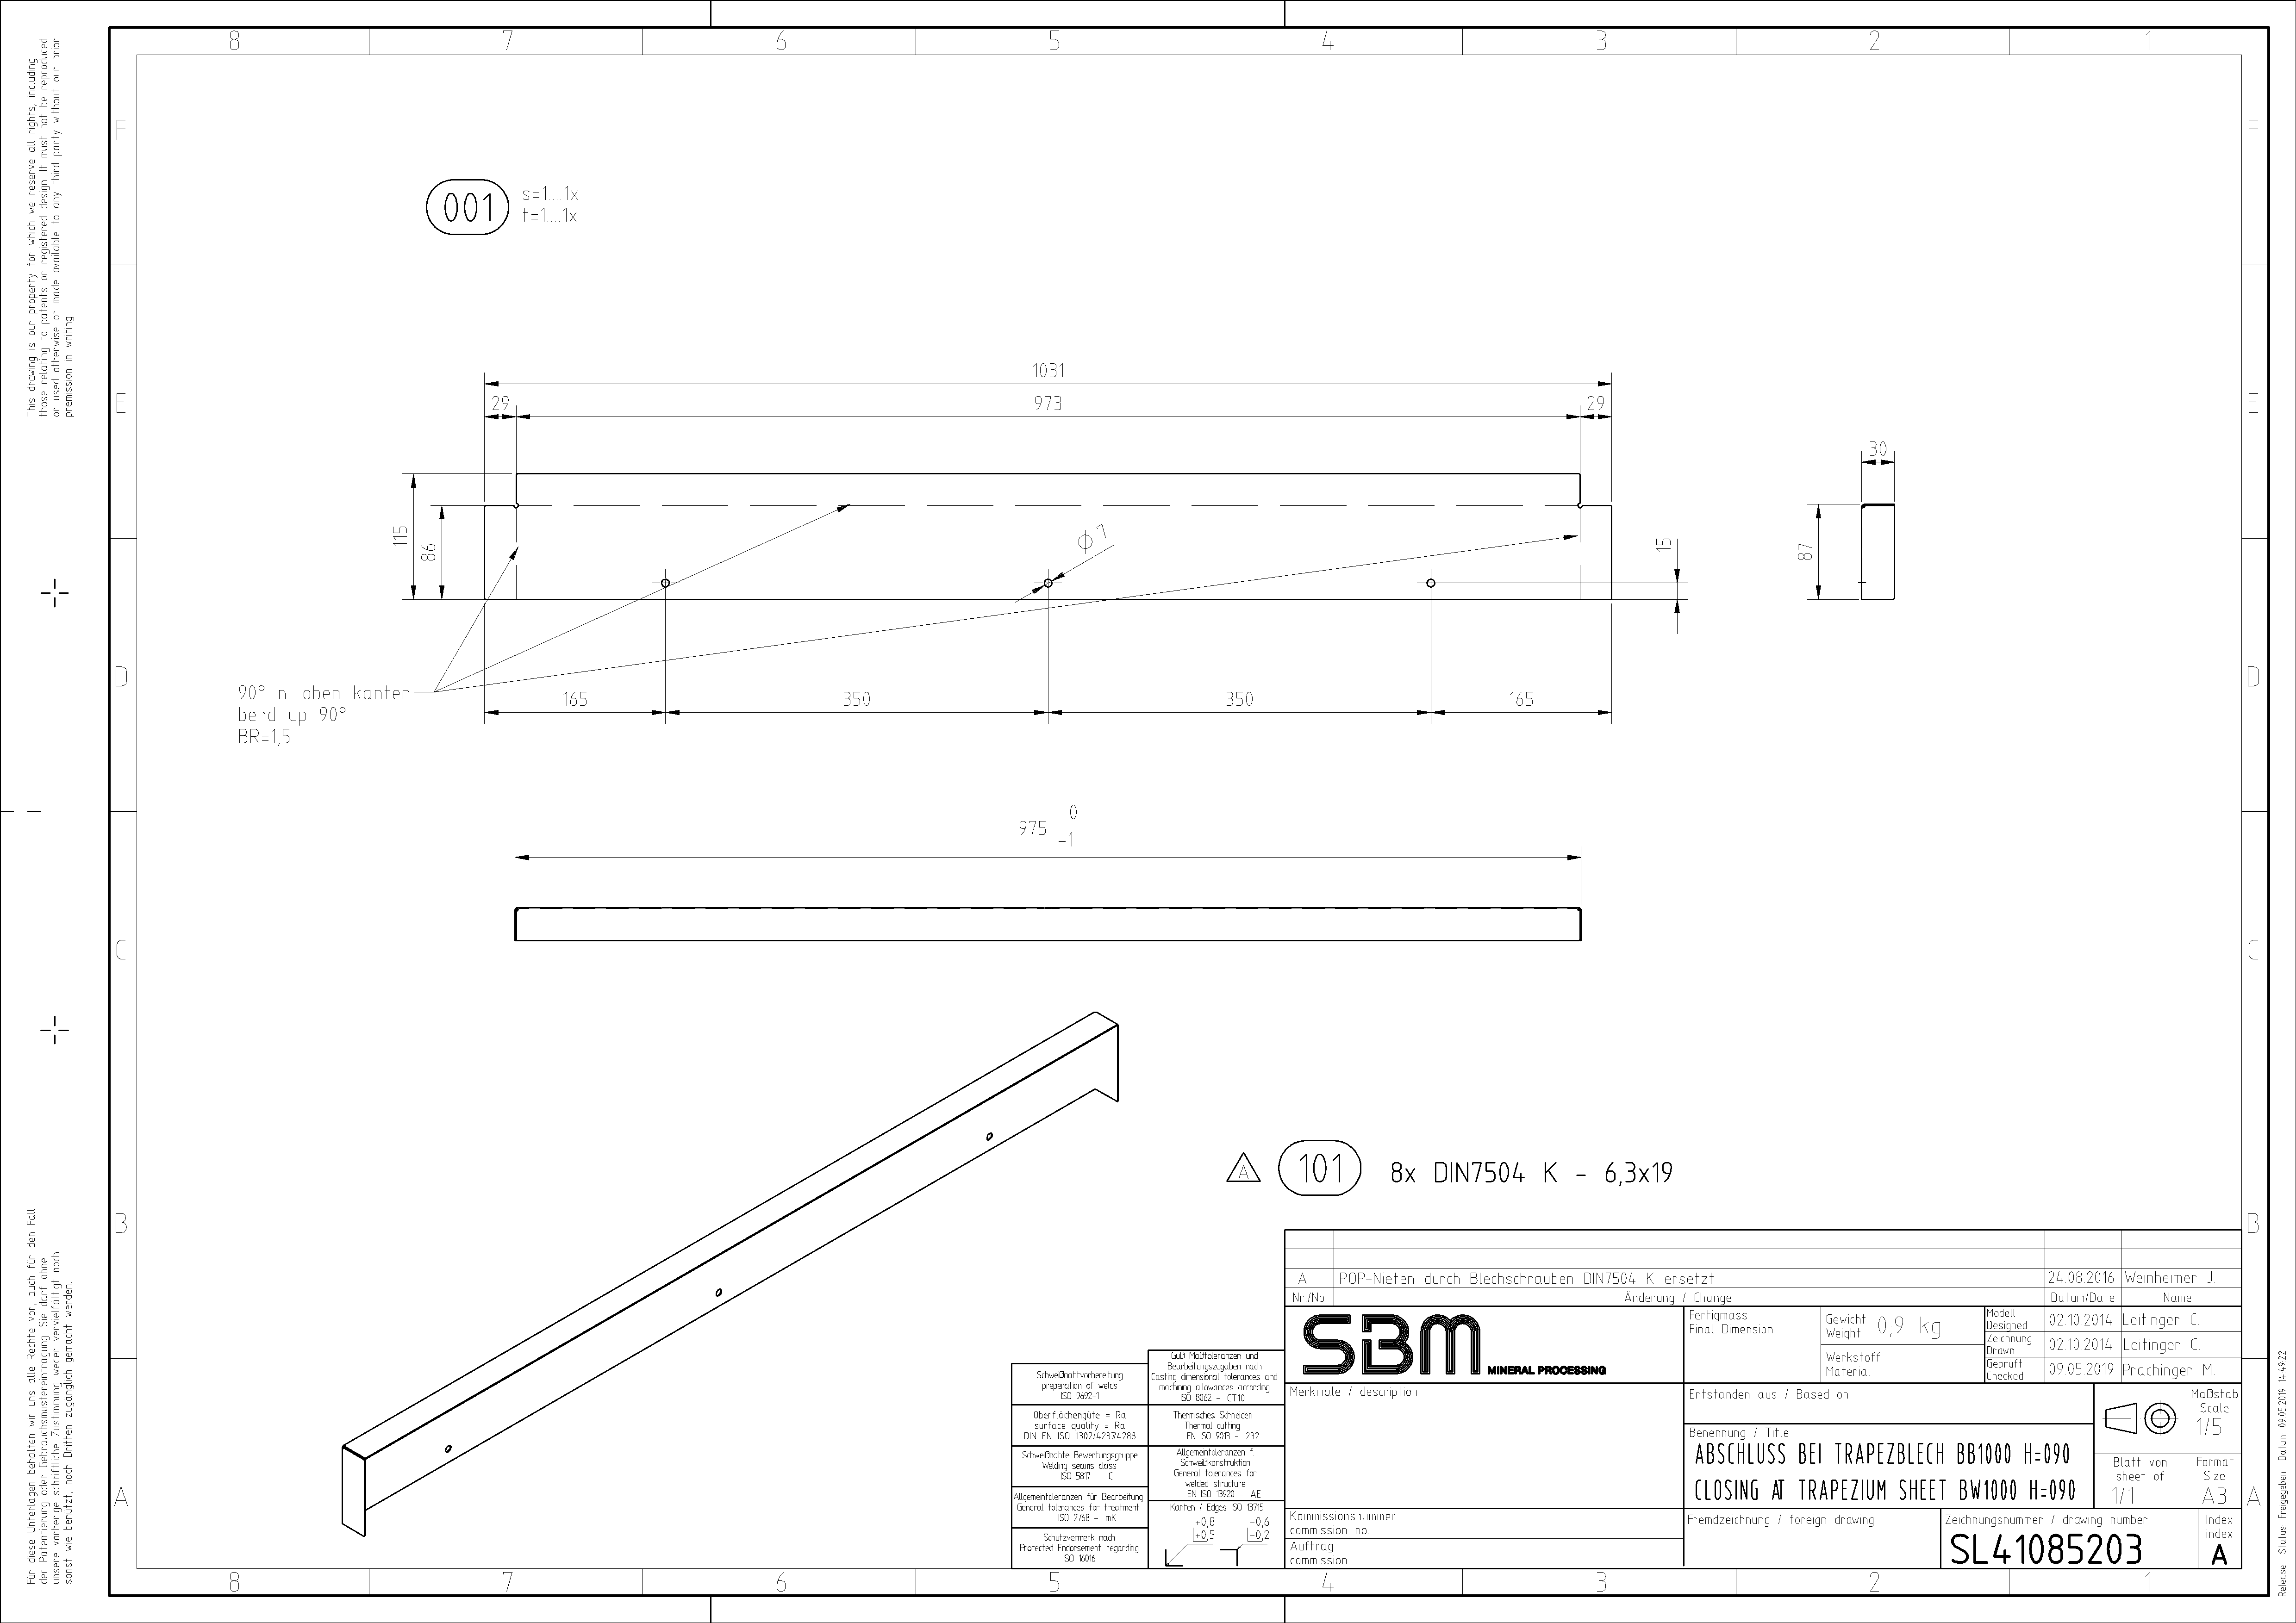 8 7 6 5 4 3 2 1
F
E
D
C
B
A
F
E
D
C
B
A
This drawing is our property for which we reserve all rights, including
those relating to patents or registered design. It must not be reproduced
or used otherwise or made available to any third party without our prior
premission in writing
Für diese Unterlagen behalten wir uns alle Rechte vor, auch für den Fall
der Patentierung oder Gebrauchsmustereintragung. Sie darf ohne
unsere vorherige schriftliche Zustimmung weder vervielfältigt noch
sonst wie benützt, noch Dritten zugänglich gemacht werden.
001
s=1....1x
t=1....1x
1031
29 973 29
115
86
Φ 7
15
30
87
90° n. oben kanten
bend up 90°
BR=1,5
165 350 350 165
975 0
-1
A 101 8x DIN7504 K - 6,3x19
A POP-Nieten durch Blechschrauben DIN7504 K ersetzt 24.08.2016 Weinheimer J.
Nr./No. Änderung / Change Datum/Date Name
SBM
MINERAL PROCESSING
Fertigmass
Final Dimension
Gewicht
Weight
0,9 kg
Werkstoff
Material
Modell
Designed
02.10.2014 Leitinger C.
Zeichnung
Drawn
02.10.2014 Leitinger C.
Geprüft
Checked
09.05.2019 Prachinger M.
Merkmale / description
Entstanden aus / Based on
Benennung / Title
ABSCHLUSS BEI TRAPEZBLECH BB1000 H=090
CLOSING AT TRAPEZIUM SHEET BW1000 H=090
Maßstab
Scale
1/5
Blatt von
sheet of
1/1
Format
Size
A3
Kommissionsnummer
commission no.
Auftrag
commission
Fremdzeichnung / foreign drawing
Zeichnungsnummer / drawing number
SL41085203
Index
index
A
Schweißnahtvorbereitung
preperation of welds
ISO 9692-1
Oberflächengüte = Ra
surface quality = Ra
DIN EN ISO 1302/4287/4288
Schweißnähte Bewertungsgruppe
Welding seams class
ISO 5817 - C
Allgemeintoleranzen für Bearbeitung
General tolerances for treatment
ISO 2768 - mK
Schutzvermerk nach
Protected Endorsement regarding
ISO 16016
Guß Maßtoleranzen und
Bearbeitungszugaben nach
Casting dimensional tolerances and
machining allowances according
ISO 8062 - CT10
Thermisches Schneiden
Thermal cutting
EN ISO 9013 - 232
Allgemeintoleranzen f.
Schweißkonstruktion
General tolerances for
welded structure
EN ISO 13920 - AE
Kanten / Edges ISO 13715
+0,8 -0,6
+0,5 -0,2
8 7 6 5 4 3 2 1
Release Status: Freigegeben Datum: 09.05.2019 14:49:22